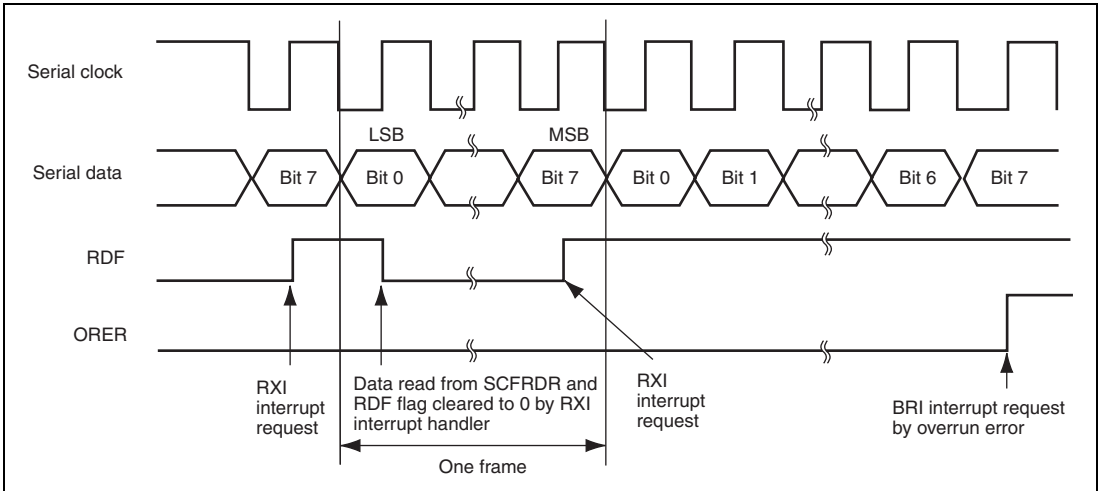 Serial clock
LSB
MSB
Serial data
Bit 7
Bit 0
Bit 7
Bit 0
Bit 1
Bit 6
Bit 7
RDF
ORER
RXI
interrupt
request
Data read from SCFRDR and
RDF flag cleared to 0 by RXI
interrupt handler
RXI
interrupt
request
BRI interrupt request
by overrun error
One frame